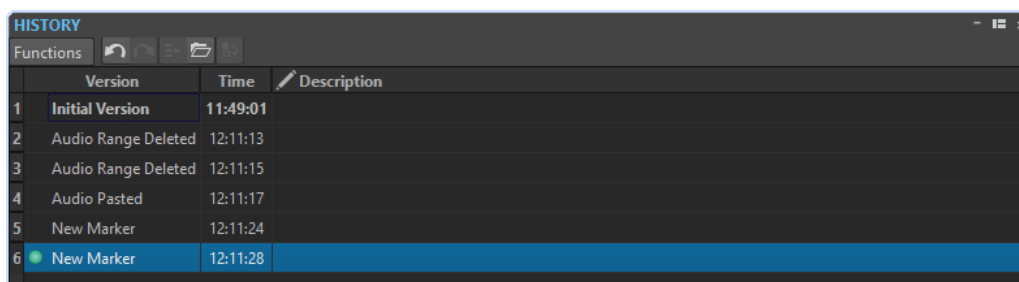 HISTORY
Functions
Version Time Description
1 Initial Version 11:49:01
2 Audio Range Deleted 12:11:13
3 Audio Range Deleted 12:11:15
4 Audio Pasted 12:11:17
5 New Marker 12:11:24
6 New Marker 12:11:28